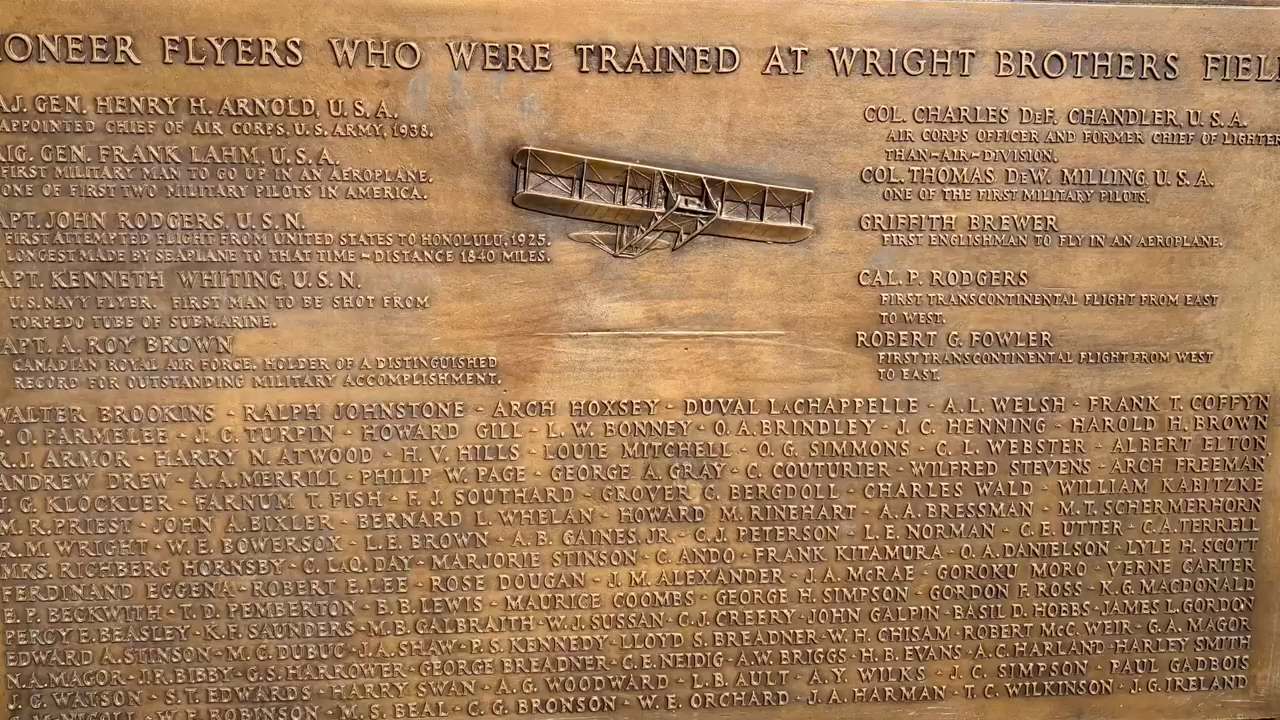 IONEER FLYERS WHO WERE TRAINED AT WRIGHT BROTHERS FIEL
AJ. GEN. HENRY H. ARNOLD, U. S. A.
APPOINTED CHIEF OF AIR CORPS, U. S. ARMY, 1938.
RIG. GEN. FRANK LAHM, U. S. A.
FIRST MILITARY MAN TO GO UP IN AN AEROPLANE.
ONE OF FIRST TWO MILITARY PILOTS IN AMERICA.
APT. JOHN RODGERS, U. S. N.
FIRST ATTEMPTED FLIGHT FROM UNITED STATES TO HONOLULU, 1925.
LONGEST MADE BY SEAPLANE TO THAT TIME ~ DISTANCE 1840 MILES.
APT. KENNETH WHITING, U. S. N.
U. S. NAVY FLYER. FIRST MAN TO BE SHOT FROM
TORPEDO TUBE OF SUBMARINE.
APT. A. ROY BROWN
CANADIAN ROYAL AIR FORCE. HOLDER OF A DISTINGUISHED
RECORD FOR OUTSTANDING MILITARY ACCOMPLISHMENT.
COL. CHARLES DEF. CHANDLER, U. S. A.
AIR CORPS OFFICER AND FORMER CHIEF OF LIGHTER
THAN~AIR~DIVISION.
COL. THOMAS DEW. MILLING, U. S. A.
ONE OF THE FIRST MILITARY PILOTS.
GRIFFITH BREWER
FIRST ENGLISHMAN TO FLY IN AN AEROPLANE.
CAL. P. RODGERS
FIRST TRANSCONTINENTAL FLIGHT FROM EAST
TO WEST.
ROBERT G. FOWLER
FIRST TRANSCONTINENTAL FLIGHT FROM WEST
TO EAST.
WALTER BROOKINS - RALPH JOHNSTONE - ARCH HOXSEY - DUVAL LACHAPPELLE - A. L. WELSH - FRANK T. COFFYN
P. O. PARMELEE - J. C. TURPIN - HOWARD GILL - L. W. BONNEY - O. A. BRINDLEY - J. C. HENNING - HAROLD H. BROWN
R. J. ARMOR - HARRY N. ATWOOD - H. V. HILLS - LOUIE MITCHELL - O. G. SIMMONS - C. L. WEBSTER - ALBERT ELTON
ANDREW DREW - A. A. MERRILL - PHILIP W. PAGE - GEORGE A. GRAY - C. COUTURIER - WILFRED STEVENS - ARCH FREEMAN
J. G. KLOCKLER - FARNUM T. FISH - F. J. SOUTHARD - GROVER C. BERGDOLL - CHARLES WALD - WILLIAM KABITZKE
M. R. PRIEST - JOHN A. BIXLER - BERNARD L. WHELAN - HOWARD M. RINEHART - A. A. BRESSMAN - M. T. SCHERMERHORN
R. M. WRIGHT - W. E. BOWERSOX - L. E. BROWN - A. B. GAINES, JR. - C. J. PETERSON - L. E. NORMAN - C. E. UTTER - C. A. TERRELL
MRS. RICHBERG HORNSBY - C. LAQ. DAY - MARJORIE STINSON - C. ANDO - FRANK KITAMURA - O. A. DANIELSON - LYLE H. SCOTT
FERDINAND EGGENA - ROBERT E. LEE - ROSE DOUGAN - J. M. ALEXANDER - J. A. MCRAE - GOROKU MORO - VERNE CARTER
E. P. BECKWITH - T. D. PEMBERTON - B. B. LEWIS - MAURICE COOMBS - GEORGE H. SIMPSON - GORDON F. ROSS - K. G. MACDONALD
PERCY E. BEASLEY - K. F. SAUNDERS - M. B. GALBRAITH - W. J. SUSSAN - C. J. CREERY - JOHN GALPIN - BASIL D. HOBBS - JAMES L. GORDON
EDWARD A. STINSON - M. G. DUBUC - J. A. SHAW - P. S. KENNEDY - LLOYD S. BREADNER - W. H. CHISAM - ROBERT MCC. WEIR - G. A. MAGOR
N. A. MAGOR - J. R. BIBBY - G. S. HARROWER - GEORGE BREADNER - C. E. NEIDIG - A. W. BRIGGS - H. B. EVANS - A. C. HARLAND - HARLEY SMITH
J. G. WATSON - S. T. EDWARDS - HARRY SWAN - A. G. WOODWARD - L. B. AULT - A. Y. WILKS - J. C. SIMPSON - PAUL GADBOIS
W. E. ROBINSON - M. S. BEAL - C. G. BRONSON - W. E. ORCHARD - J. A. HARMAN - T. C. WILKINSON - J. G. IRELAND